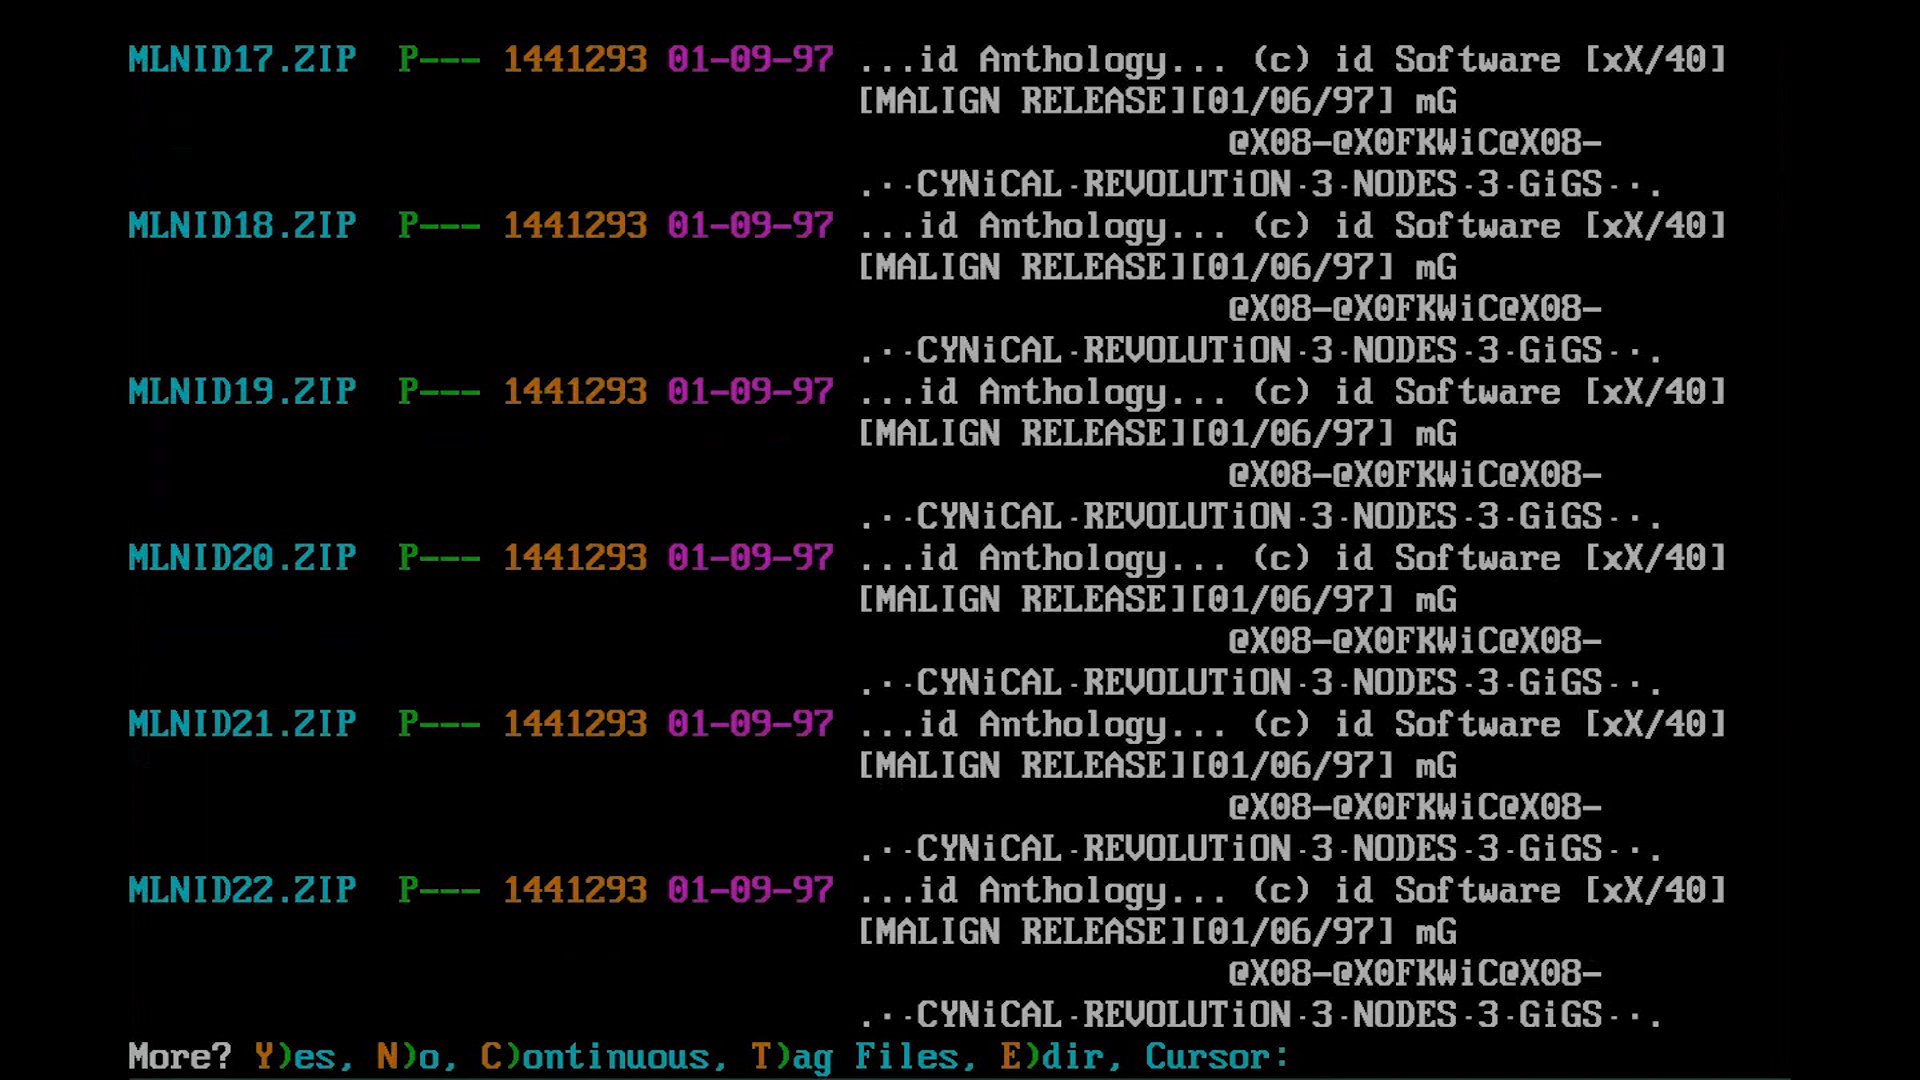 MLNID17.ZIP  P---  1441293 01-09-97 ...id Anthology... (c) id Software [xX/40]
[MALIGN RELEASE][01/06/97] mG
@X08-@X0FKWiC@X08-
.··CYNiCAL·REVOLUTiON·3·NODES·3·GiGS··.
MLNID18.ZIP  P---  1441293 01-09-97 ...id Anthology... (c) id Software [xX/40]
[MALIGN RELEASE][01/06/97] mG
@X08-@X0FKWiC@X08-
.··CYNiCAL·REVOLUTiON·3·NODES·3·GiGS··.
MLNID19.ZIP  P---  1441293 01-09-97 ...id Anthology... (c) id Software [xX/40]
[MALIGN RELEASE][01/06/97] mG
@X08-@X0FKWiC@X08-
.··CYNiCAL·REVOLUTiON·3·NODES·3·GiGS··.
MLNID20.ZIP  P---  1441293 01-09-97 ...id Anthology... (c) id Software [xX/40]
[MALIGN RELEASE][01/06/97] mG
@X08-@X0FKWiC@X08-
.··CYNiCAL·REVOLUTiON·3·NODES·3·GiGS··.
MLNID21.ZIP  P---  1441293 01-09-97 ...id Anthology... (c) id Software [xX/40]
[MALIGN RELEASE][01/06/97] mG
@X08-@X0FKWiC@X08-
.··CYNiCAL·REVOLUTiON·3·NODES·3·GiGS··.
MLNID22.ZIP  P---  1441293 01-09-97 ...id Anthology... (c) id Software [xX/40]
[MALIGN RELEASE][01/06/97] mG
@X08-@X0FKWiC@X08-
.··CYNiCAL·REVOLUTiON·3·NODES·3·GiGS··.
More? Y)es, N)o, C)ontinuous, T)ag Files, E)dir, Cursor: